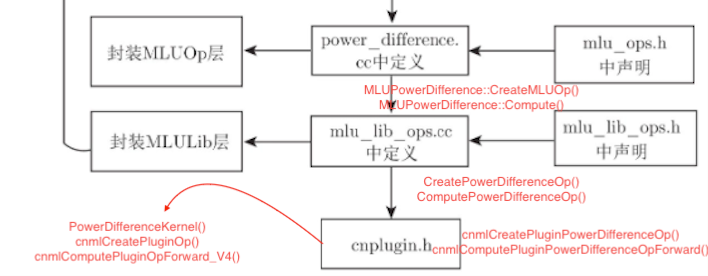 封装MLUOp层
power_difference.
cc中定义
mlu_ops.h
中声明
MLUPowerDifference::CreateMLUOp()
MLUPowerDifference::Compute()
封装MLULib层
mlu_lib_ops.cc
中定义
mlu_lib_ops.h
中声明
CreatePowerDifferenceOp()
ComputePowerDifferenceOp()
PowerDifferenceKernel()
cnmlCreatePluginOp()
cnmlComputePluginOpForward_V4()
cnplugin.h
cnmlCreatePluginPowerDifferenceOp()
cnmlComputePluginPowerDifferenceOpForward()